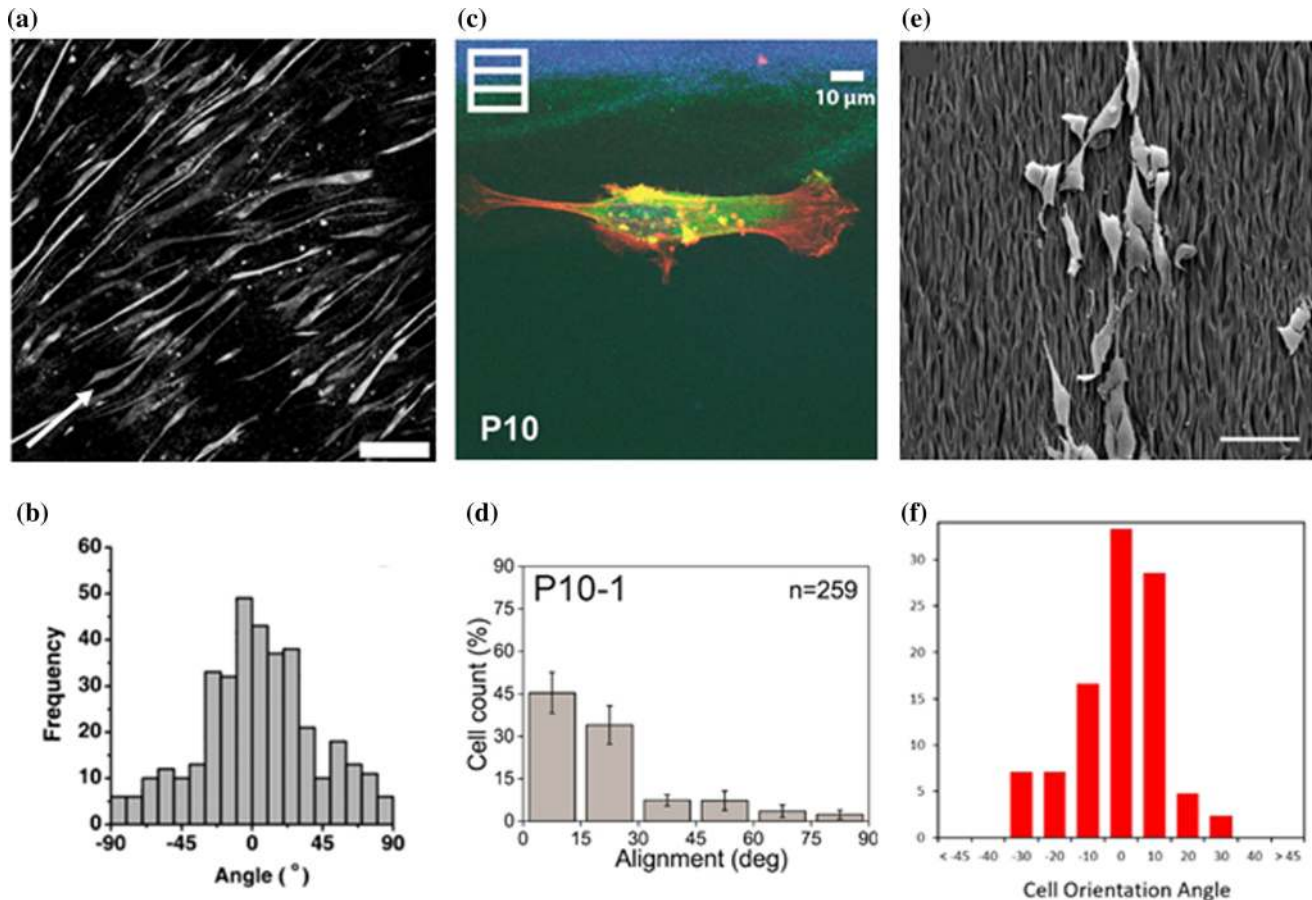 (a)
(c)
(e)
10 μm
P10
(b)
60
50
40
30
20
10
0
Frequency
-90 -45 0 45 90
Angle (°)
(d)
P10-1 n=259
90
75
60
45
30
15
0
Cell count (%)
0 15 30 45 60 75 90
Alignment (deg)
(f)
30
25
20
15
10
5
0
< -45 -40 -30 -20 -10 0 10 20 30 40 > 45
Cell Orientation Angle